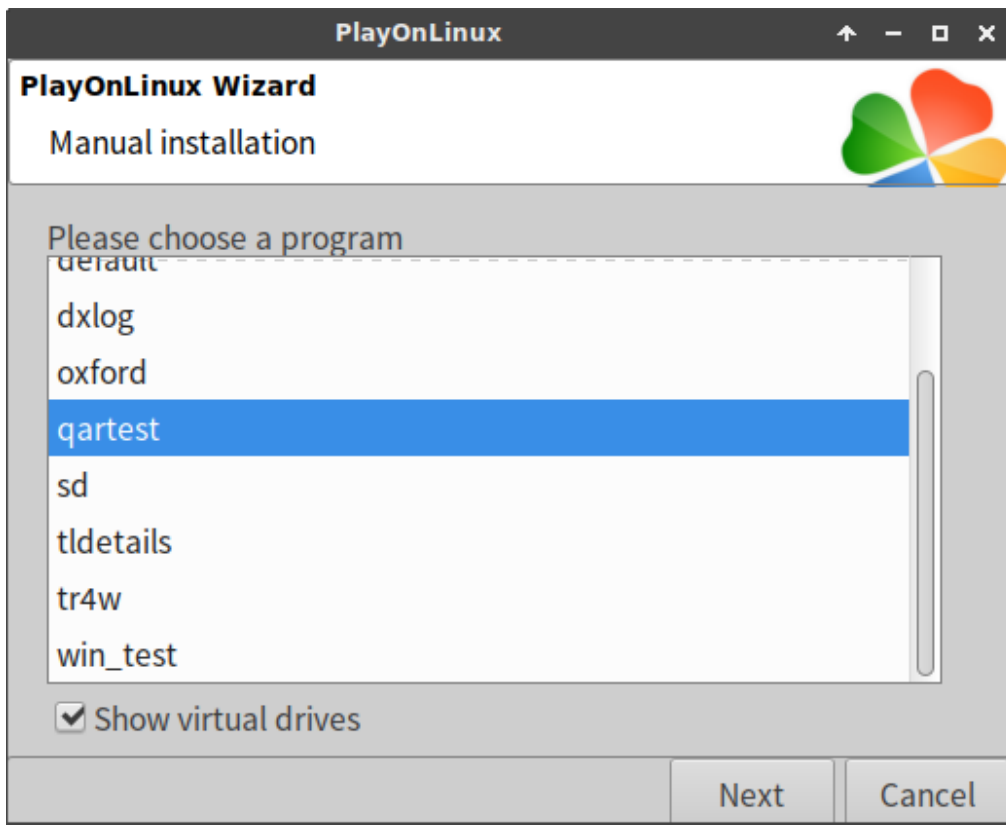 PlayOnLinux
PlayOnLinux Wizard
Manual installation
Please choose a program
default
dxlog
oxford
qartest
sd
tldetails
tr4w
win_test
Show virtual drives
Next
Cancel